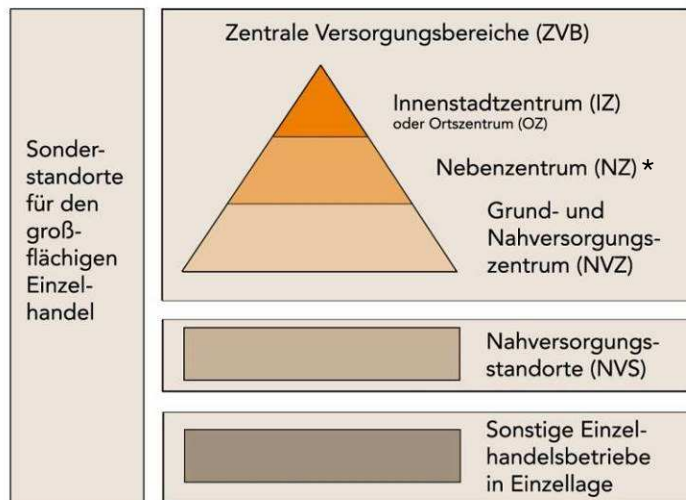 Sonder-
standorte
für den
groß-
flächigen
Einzel-
handel
Zentrale Versorgungsbereiche (ZVB)
Innenstadtzentrum (IZ)
oder Ortszentrum (OZ)
Nebenzentrum (NZ) *
Grund- und
Nahversorgungs-
zentrum (NVZ)
Nahversorgungs-
standorte (NVS)
Sonstige Einzel-
handelsbetriebe
in Einzellage